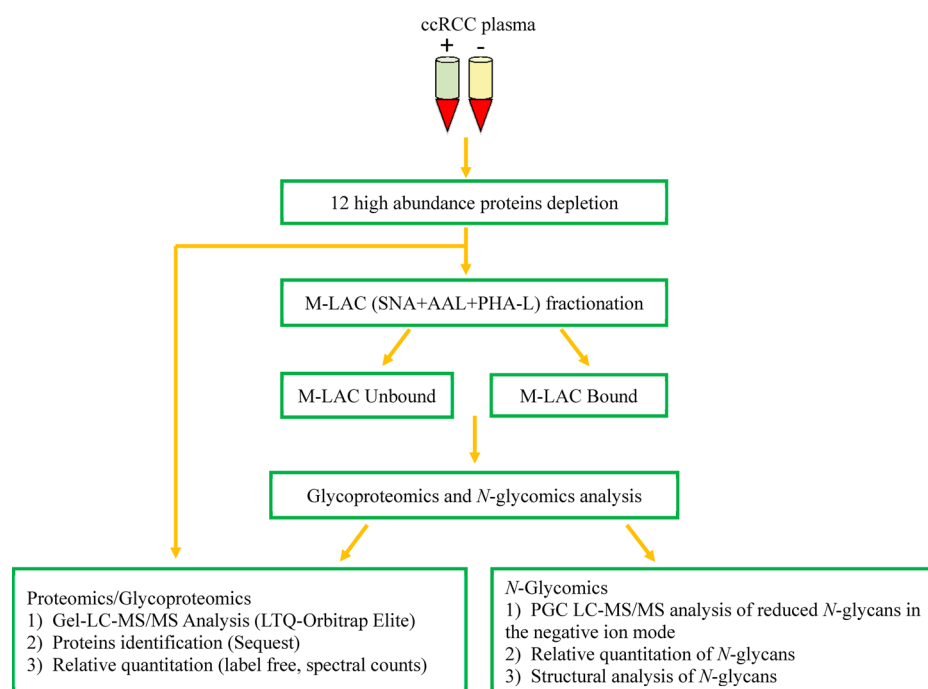 ccRCC plasma
+ -
12 high abundance proteins depletion
M-LAC (SNA+AAL+PHA-L) fractionation
M-LAC Unbound
M-LAC Bound
Glycoproteomics and N-glycomics analysis
Proteomics/Glycoproteomics
1) Gel-LC-MS/MS Analysis (LTQ-Orbitrap Elite)
2) Proteins identification (Sequest)
3) Relative quantitation (label free, spectral counts)
N-Glycomics
1) PGC LC-MS/MS analysis of reduced N-glycans in
the negative ion mode
2) Relative quantitation of N-glycans
3) Structural analysis of N-glycans